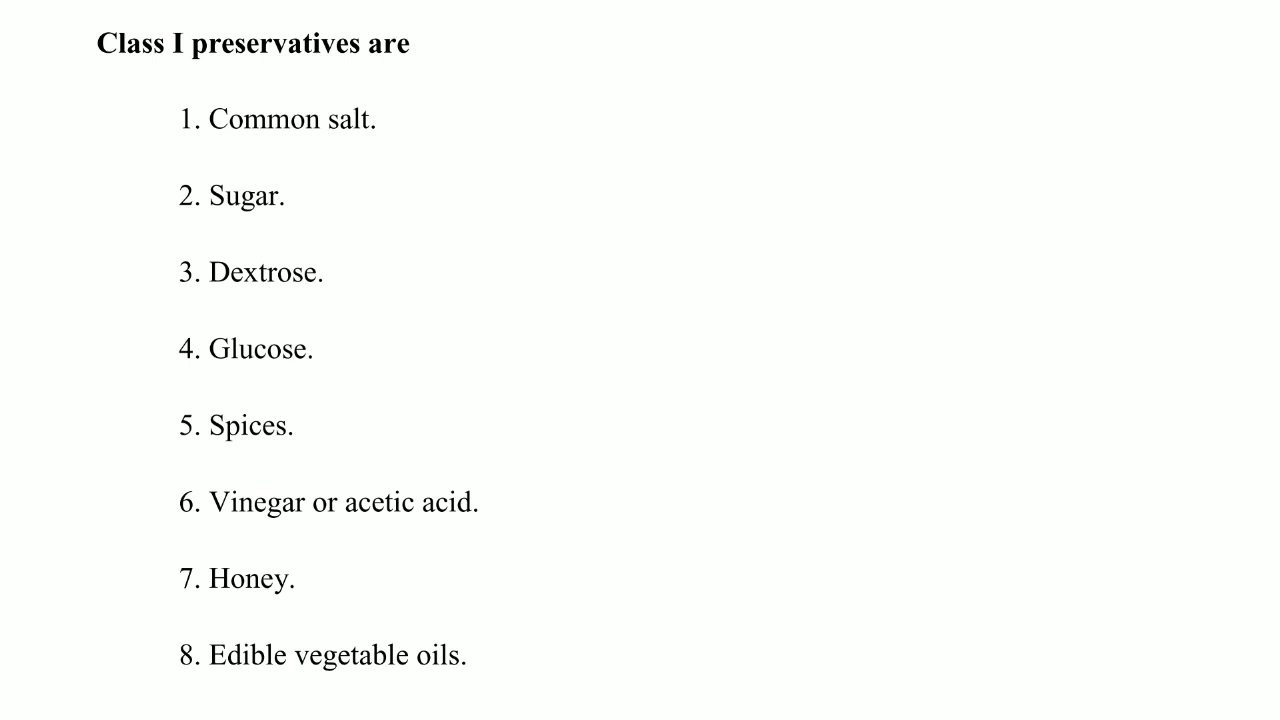 Class I preservatives are
1. Common salt.
2. Sugar.
3. Dextrose.
4. Glucose.
5. Spices.
6. Vinegar or acetic acid.
7. Honey.
8. Edible vegetable oils.